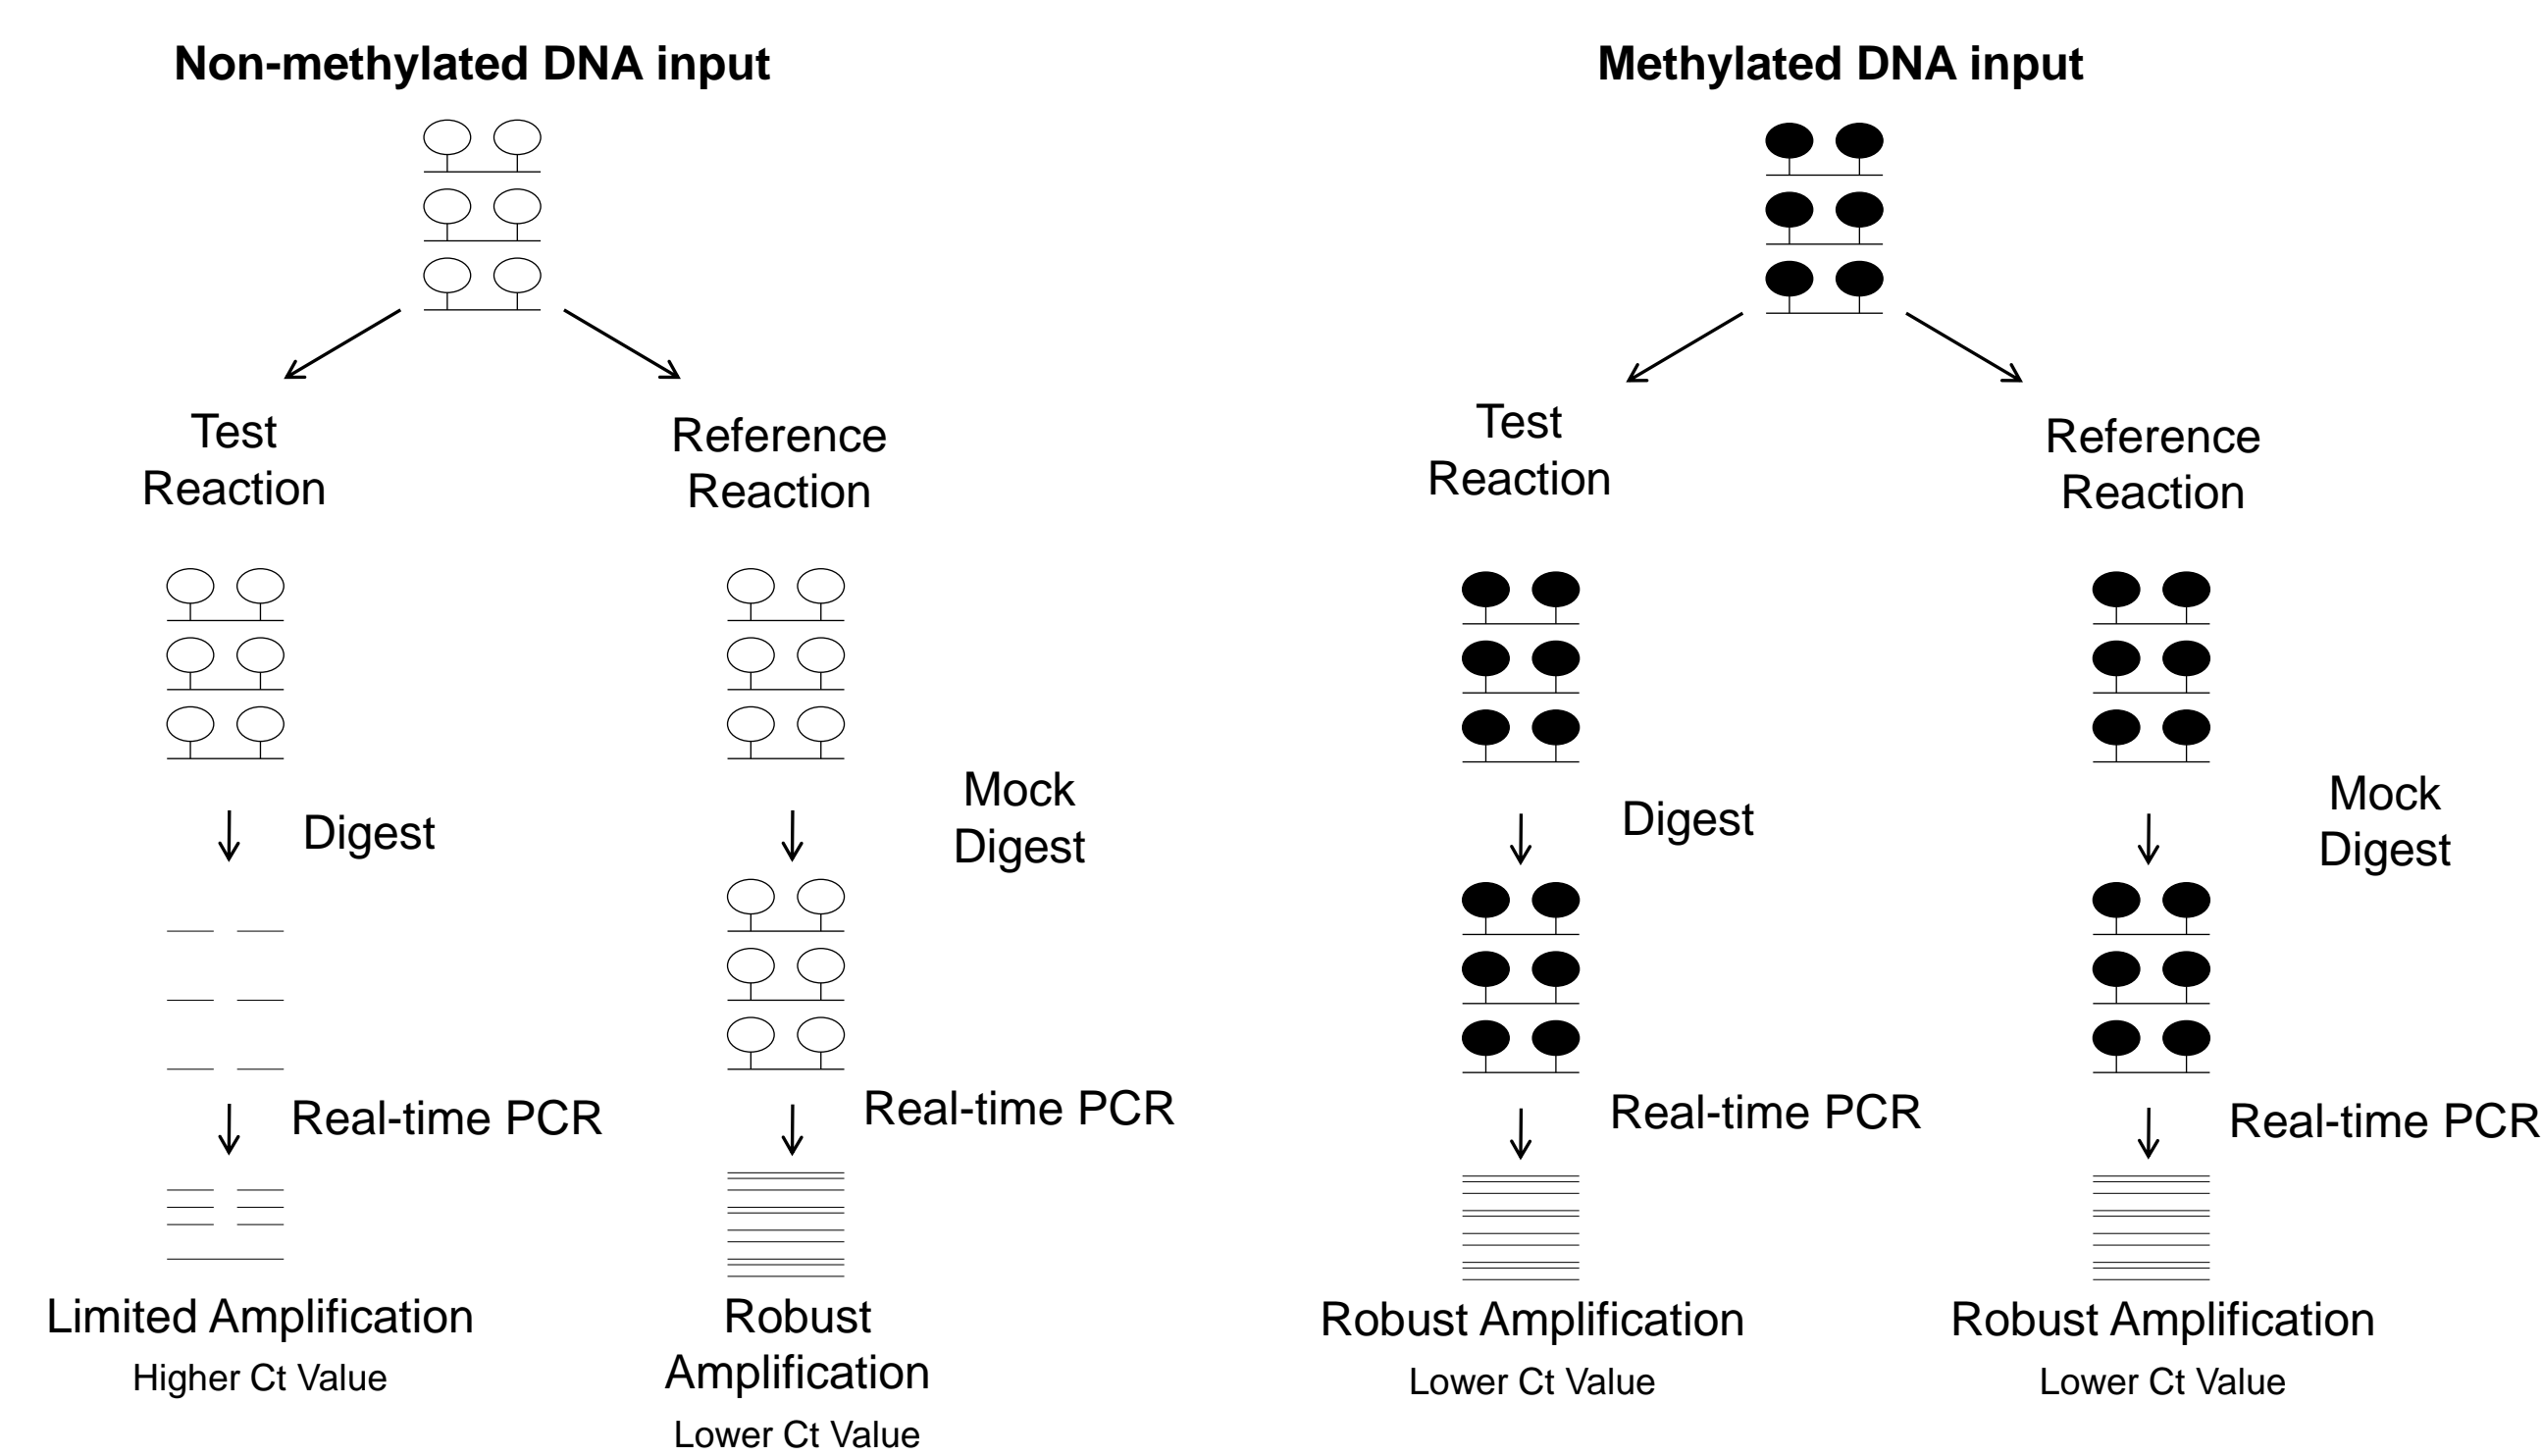 Non-methylated DNA input
Test
Reaction
Reference
Reaction
Digest
Mock
Digest
Real-time PCR
Real-time PCR
Limited Amplification
Higher Ct Value
Robust
Amplification
Lower Ct Value
Methylated DNA input
Test
Reaction
Reference
Reaction
Digest
Mock
Digest
Real-time PCR
Real-time PCR
Robust Amplification
Lower Ct Value
Robust Amplification
Lower Ct Value